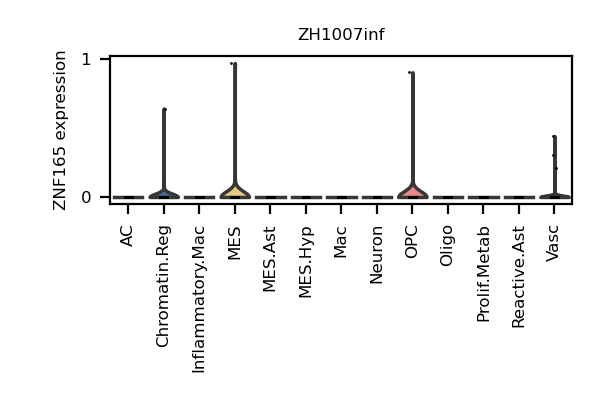 ZH1007inf
ZNF165 expression
1
0
AC
Chromatin.Reg
Inflammatory.Mac
MES
MES.Ast
MES.Hyp
Mac
Neuron
OPC
Oligo
Prolif.Metab
Reactive.Ast
Vasc